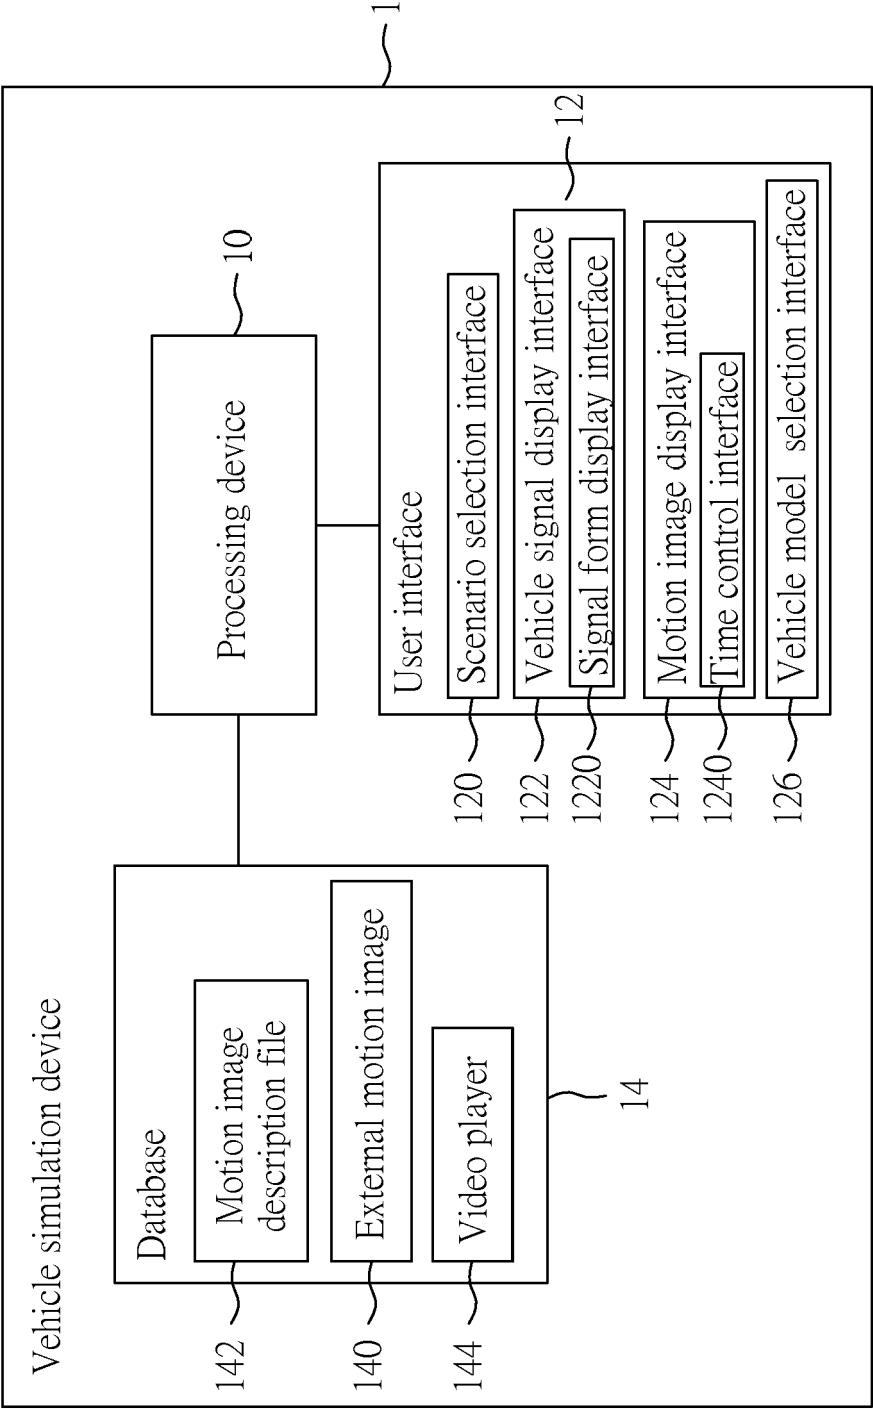 Vehicle simulation device
1
Database
142
Motion image
description file
140
External motion image
144
Video player
14
Processing device
10
User interface
12
120
Scenario selection interface
122
Vehicle signal display interface
1220
Signal form display interface
124
Motion image display interface
1240
Time control interface
126
Vehicle model selection interface